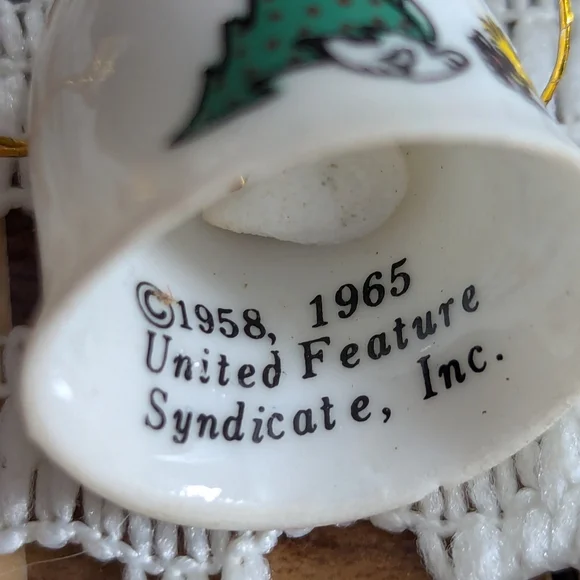 ©1958, 1965
United Feature
Syndicate, Inc.